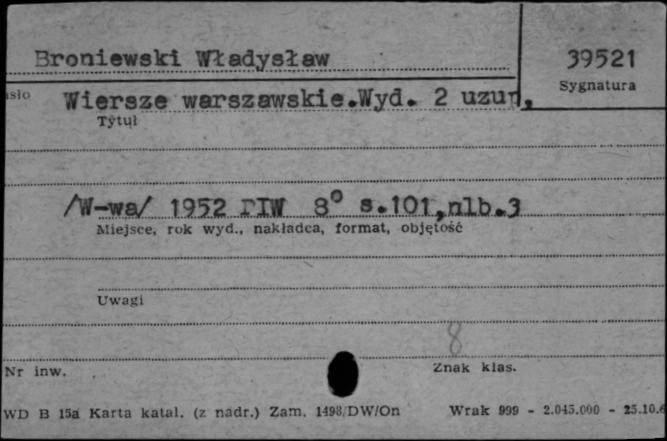 Broniewski Władysław
39521
Sygnatura
Wiersze warszawskie.Wyd. 2 uzup,
Tytuł
/W-wa/ 1952 PIW 8° s.101,nlb.3
Miejsce, rok wyd., nakładca, format, objętość
Uwagi
8
Nr inw.
Znak klas.
WD B 15a Karta katal. (z nadr.) Zam. 1498/DW/On
Wrak 999 - 2.045.000 - 25.10.